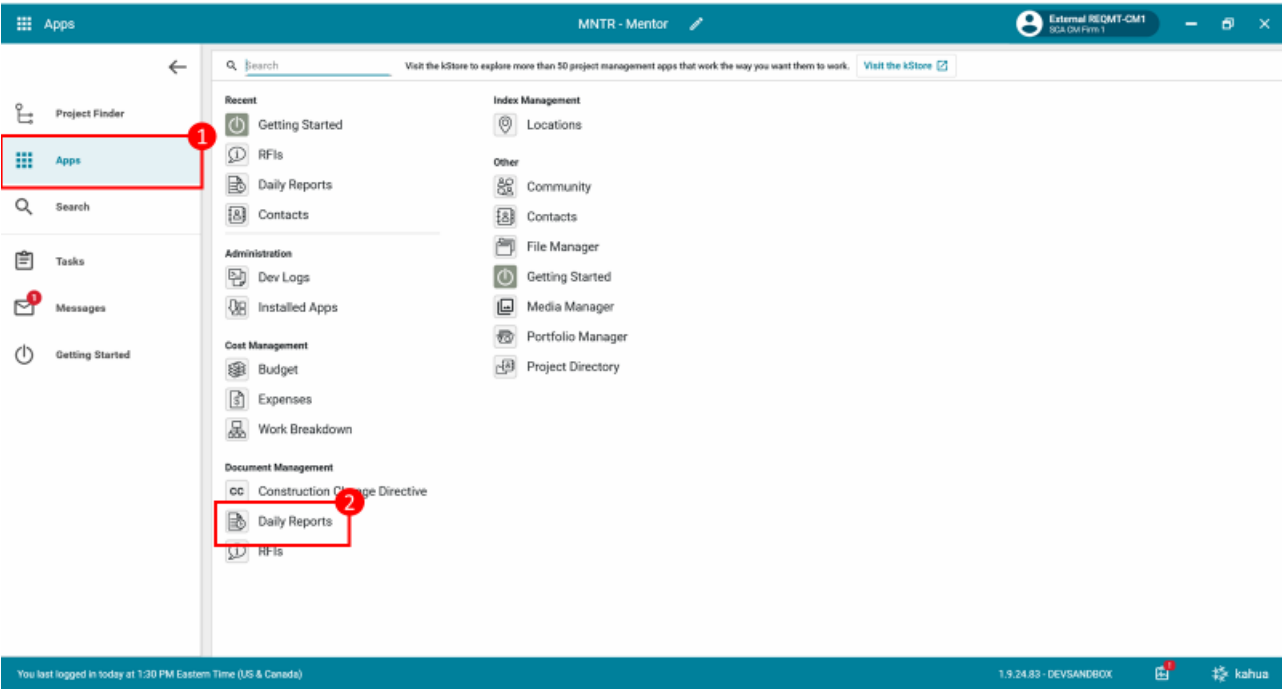 Apps
MNTR - Mentor
External REQMT-CM1
SCA CM Firm 1
Project Finder
1
Apps
Search
Tasks
1
Messages
Getting Started
Search
Visit the kStore to explore more than 50 project management apps that work the way you want them to work.
Visit the kStore
Recent
Getting Started
RFIs
Daily Reports
Contacts
Administration
Dev Logs
Installed Apps
Cost Management
Budget
Expenses
Work Breakdown
Document Management
CC Construction Change Directive
2
Daily Reports
RFIs
Index Management
Locations
Other
Community
Contacts
File Manager
Getting Started
Media Manager
Portfolio Manager
Project Directory
You last logged in today at 1:30 PM Eastern Time (US & Canada)
1.9.24.83 - DEVSANDBOX
kahua